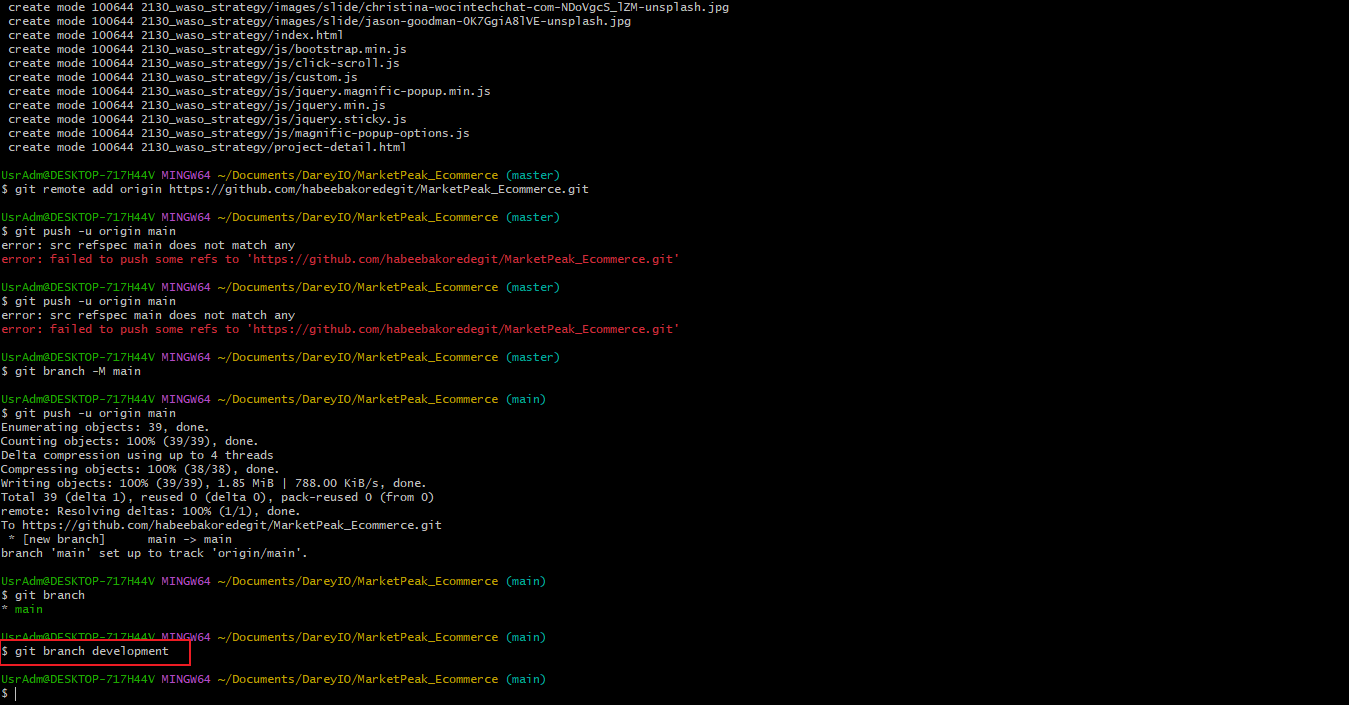 create mode 100644 2130_waso_strategy/images/slide/christina-wocintechchat-com-NDoVgcS_lZM-unsplash.jpg
create mode 100644 2130_waso_strategy/images/slide/jason-goodman-0K7GgiA8lVE-unsplash.jpg
create mode 100644 2130_waso_strategy/index.html
create mode 100644 2130_waso_strategy/js/bootstrap.min.js
create mode 100644 2130_waso_strategy/js/click-scroll.js
create mode 100644 2130_waso_strategy/js/custom.js
create mode 100644 2130_waso_strategy/js/jquery.magnific-popup.min.js
create mode 100644 2130_waso_strategy/js/jquery.min.js
create mode 100644 2130_waso_strategy/js/jquery.sticky.js
create mode 100644 2130_waso_strategy/js/magnific-popup-options.js
create mode 100644 2130_waso_strategy/project-detail.html
UsrAdm@DESKTOP-717H44V MINGW64 ~/Documents/DareyIO/MarketPeak_Ecommerce (master)
$ git remote add origin https://github.com/habeebakoredegit/MarketPeak_Ecommerce.git
UsrAdm@DESKTOP-717H44V MINGW64 ~/Documents/DareyIO/MarketPeak_Ecommerce (master)
$ git push -u origin main
error: src refspec main does not match any
error: failed to push some refs to 'https://github.com/habeebakoredegit/MarketPeak_Ecommerce.git'
UsrAdm@DESKTOP-717H44V MINGW64 ~/Documents/DareyIO/MarketPeak_Ecommerce (master)
$ git push -u origin main
error: src refspec main does not match any
error: failed to push some refs to 'https://github.com/habeebakoredegit/MarketPeak_Ecommerce.git'
UsrAdm@DESKTOP-717H44V MINGW64 ~/Documents/DareyIO/MarketPeak_Ecommerce (master)
$ git branch -M main
UsrAdm@DESKTOP-717H44V MINGW64 ~/Documents/DareyIO/MarketPeak_Ecommerce (main)
$ git push -u origin main
Enumerating objects: 39, done.
Counting objects: 100% (39/39), done.
Delta compression using up to 4 threads
Compressing objects: 100% (38/38), done.
Writing objects: 100% (39/39), 1.85 MiB | 788.00 KiB/s, done.
Total 39 (delta 1), reused 0 (delta 0), pack-reused 0 (from 0)
remote: Resolving deltas: 100% (1/1), done.
To https://github.com/habeebakoredegit/MarketPeak_Ecommerce.git
* [new branch]      main -> main
branch 'main' set up to track 'origin/main'.
UsrAdm@DESKTOP-717H44V MINGW64 ~/Documents/DareyIO/MarketPeak_Ecommerce (main)
$ git branch
* main
UsrAdm@DESKTOP-717H44V MINGW64 ~/Documents/DareyIO/MarketPeak_Ecommerce (main)
$ git branch development
UsrAdm@DESKTOP-717H44V MINGW64 ~/Documents/DareyIO/MarketPeak_Ecommerce (main)
$